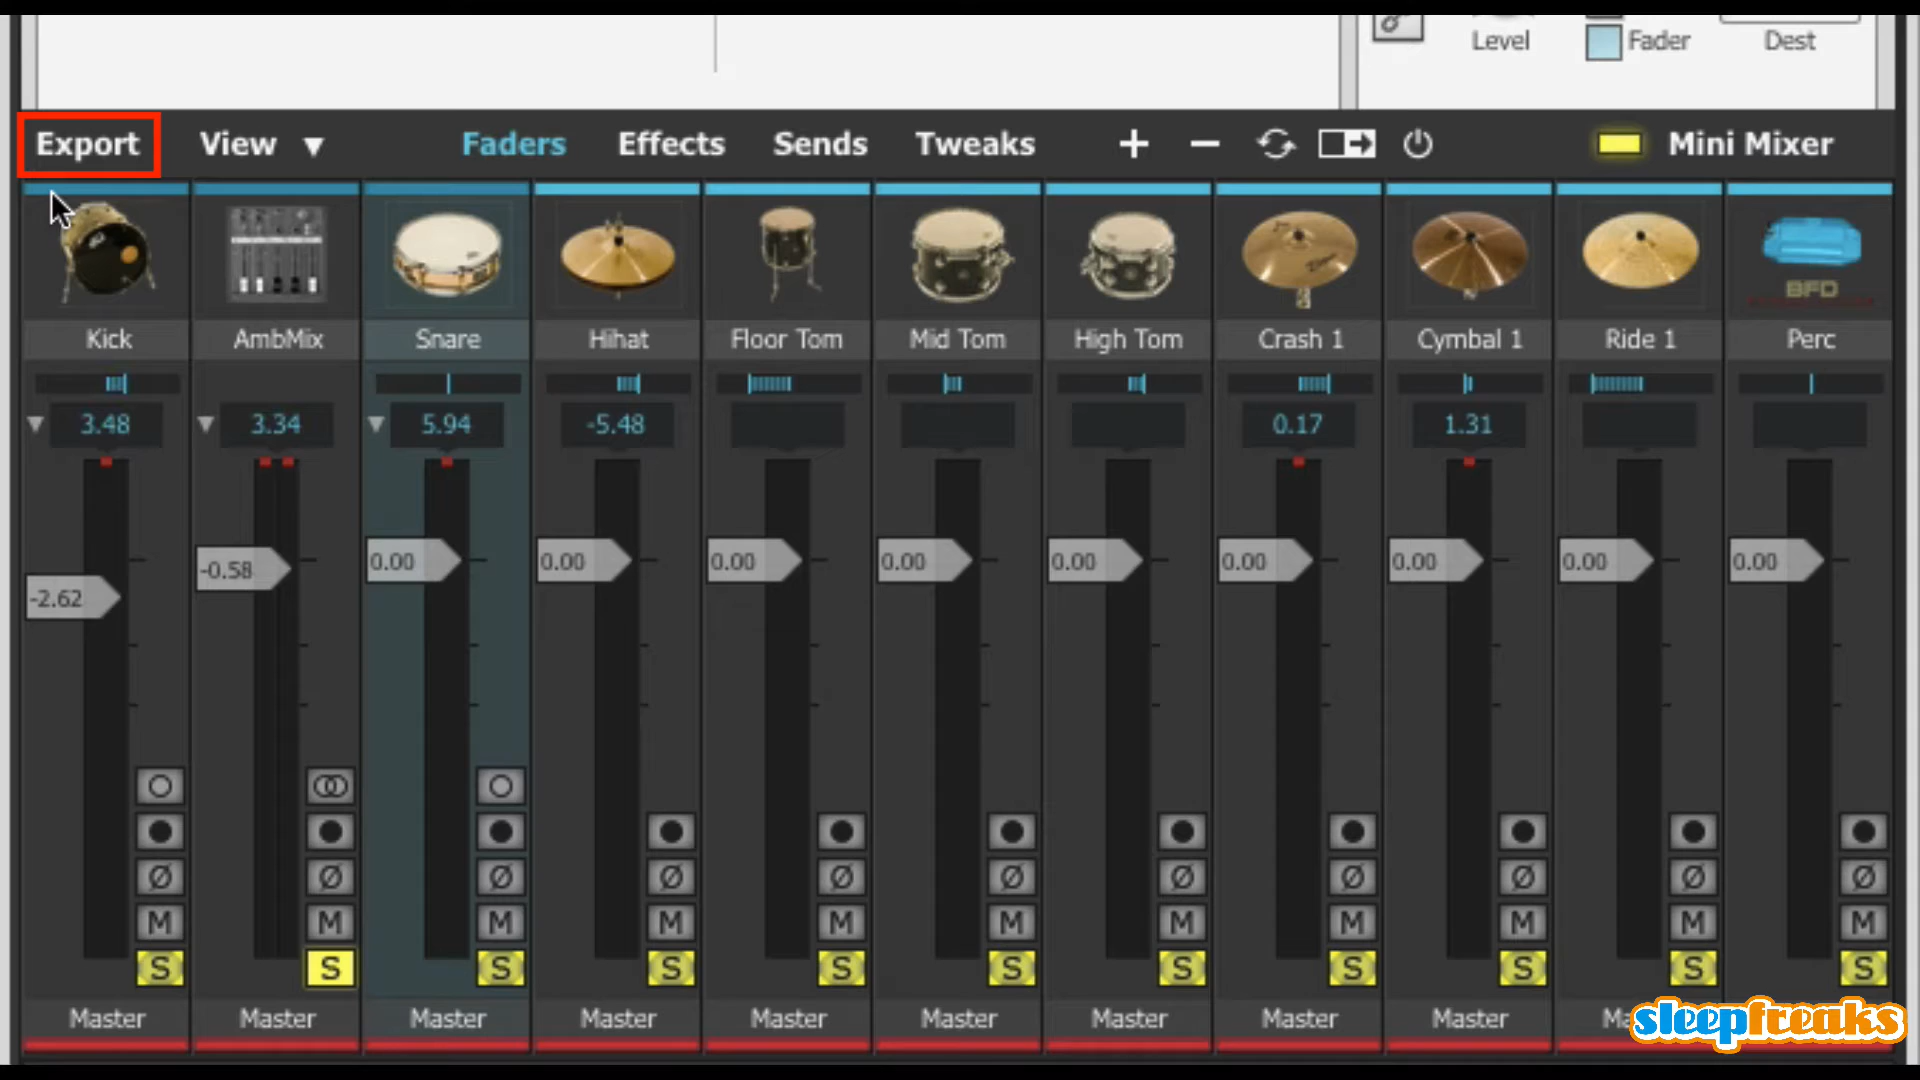 Level Fader Dest
Export View Faders Effects Sends Tweaks Mini Mixer
BFD
Kick AmbMix Snare Hihat Floor Tom Mid Tom High Tom Crash 1 Cymbal 1 Ride 1 Perc
3.48 3.34 5.94 -5.48 0.17 1.31
-2.62 -0.58 0.00 0.00 0.00 0.00 0.00 0.00 0.00 0.00 0.00
M M M M M M M M M M M
S S S S S S S S S S S
Master Master Master Master Master Master Master Master Master
sleepfreaks